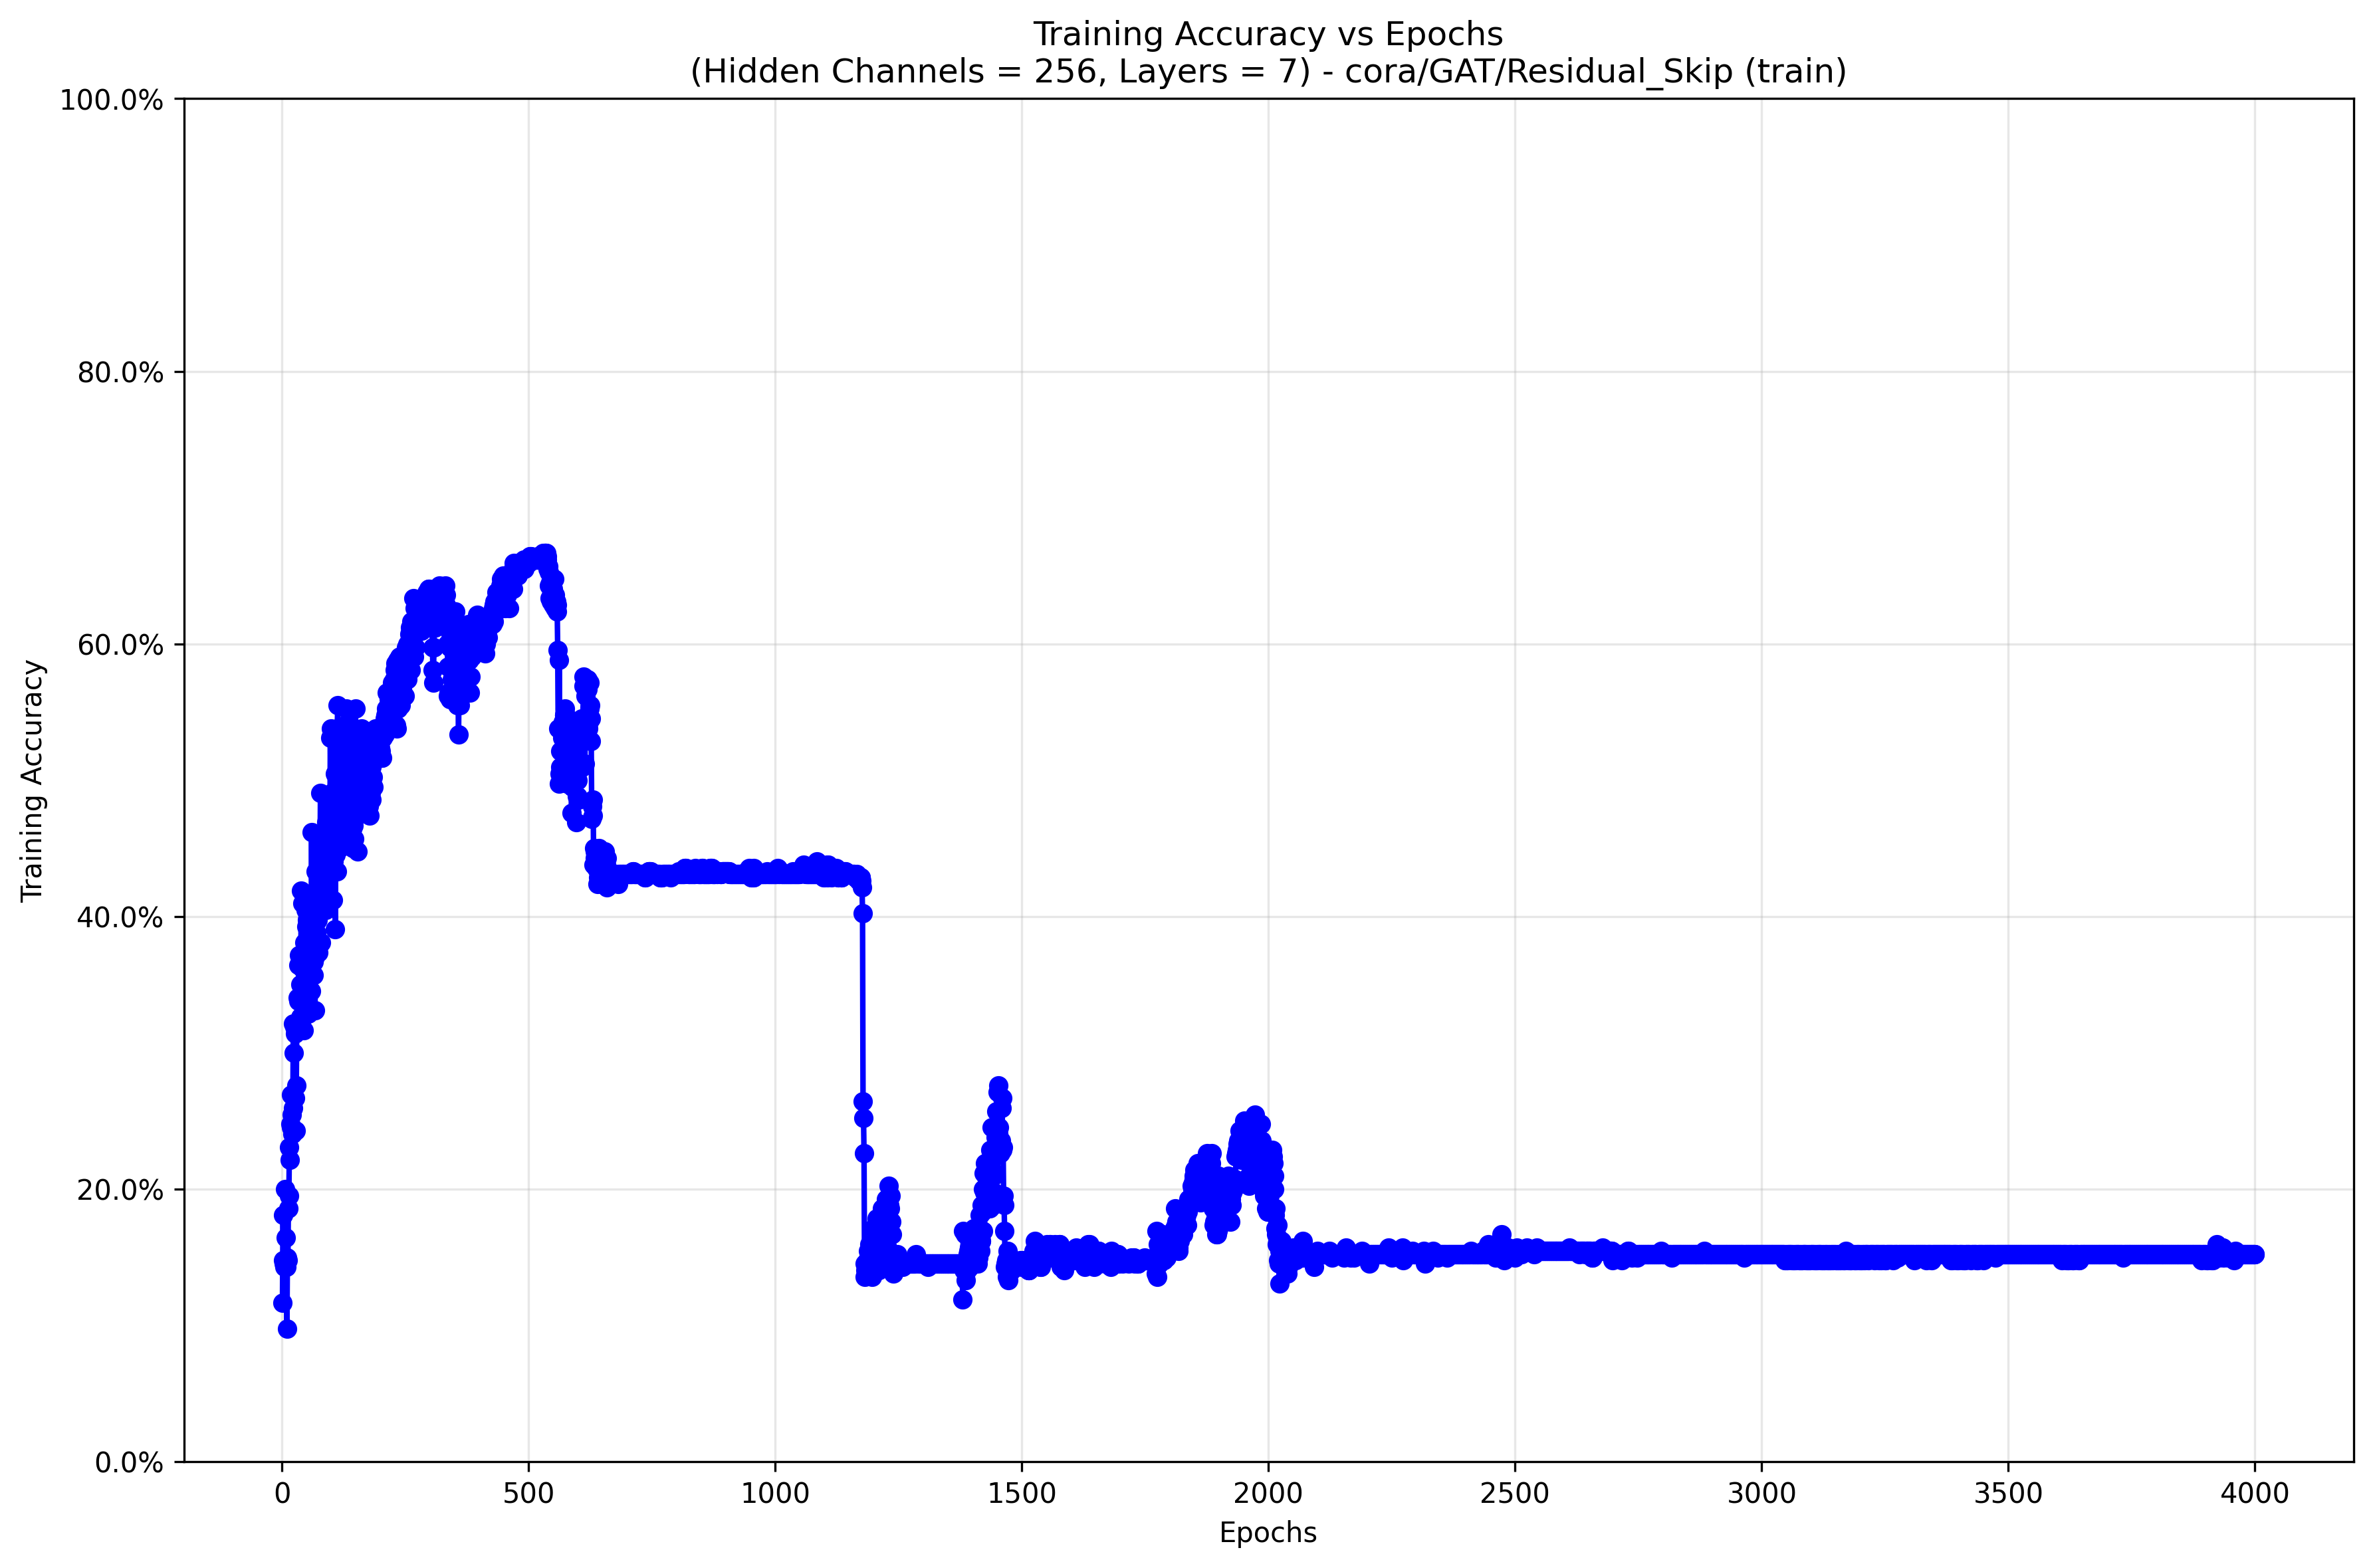 Training Accuracy vs Epochs
(Hidden Channels = 256, Layers = 7) - cora/GAT/Residual_Skip (train)
100.0%
80.0%
60.0%
40.0%
20.0%
0.0%
Training Accuracy
0 500 1000 1500 2000 2500 3000 3500 4000
Epochs